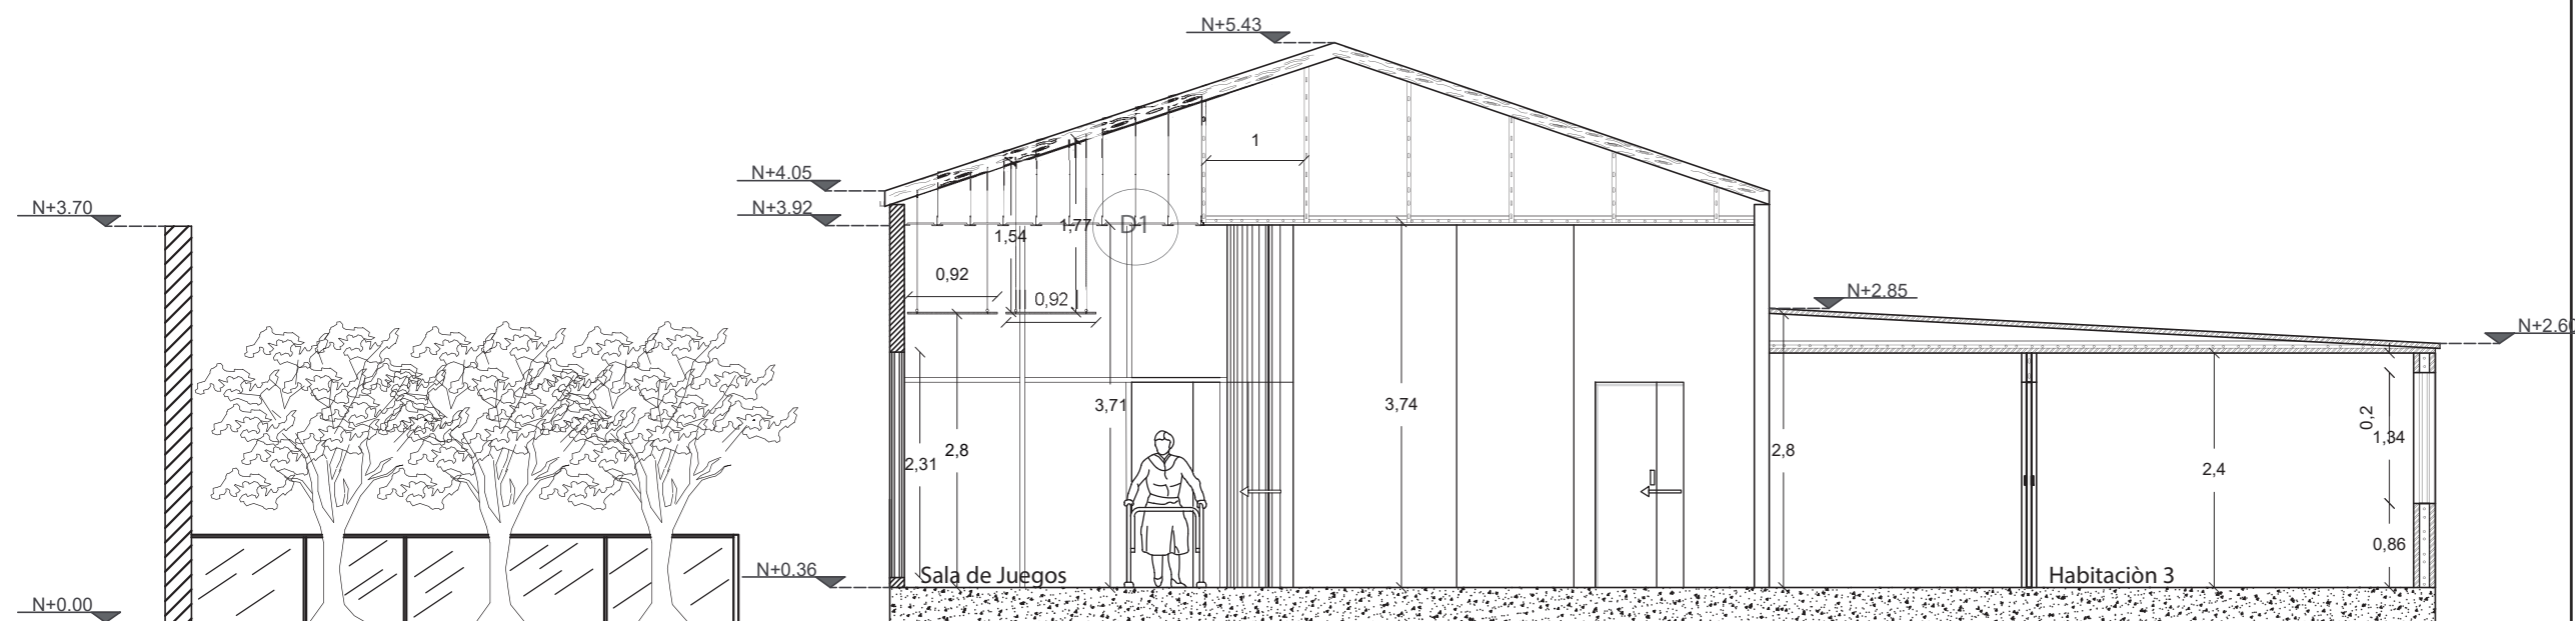 N+5.43
N+4.05
N+3.92
N+3.70
1
D1
1,77
1,54
0,92
0,92
N+2.85
N+2.60
3,71
3,74
2,31
2,8
2,8
2,4
0,2
1,34
0,86
N+0.36
Sala de Juegos
Habitaciòn 3
N+0.00